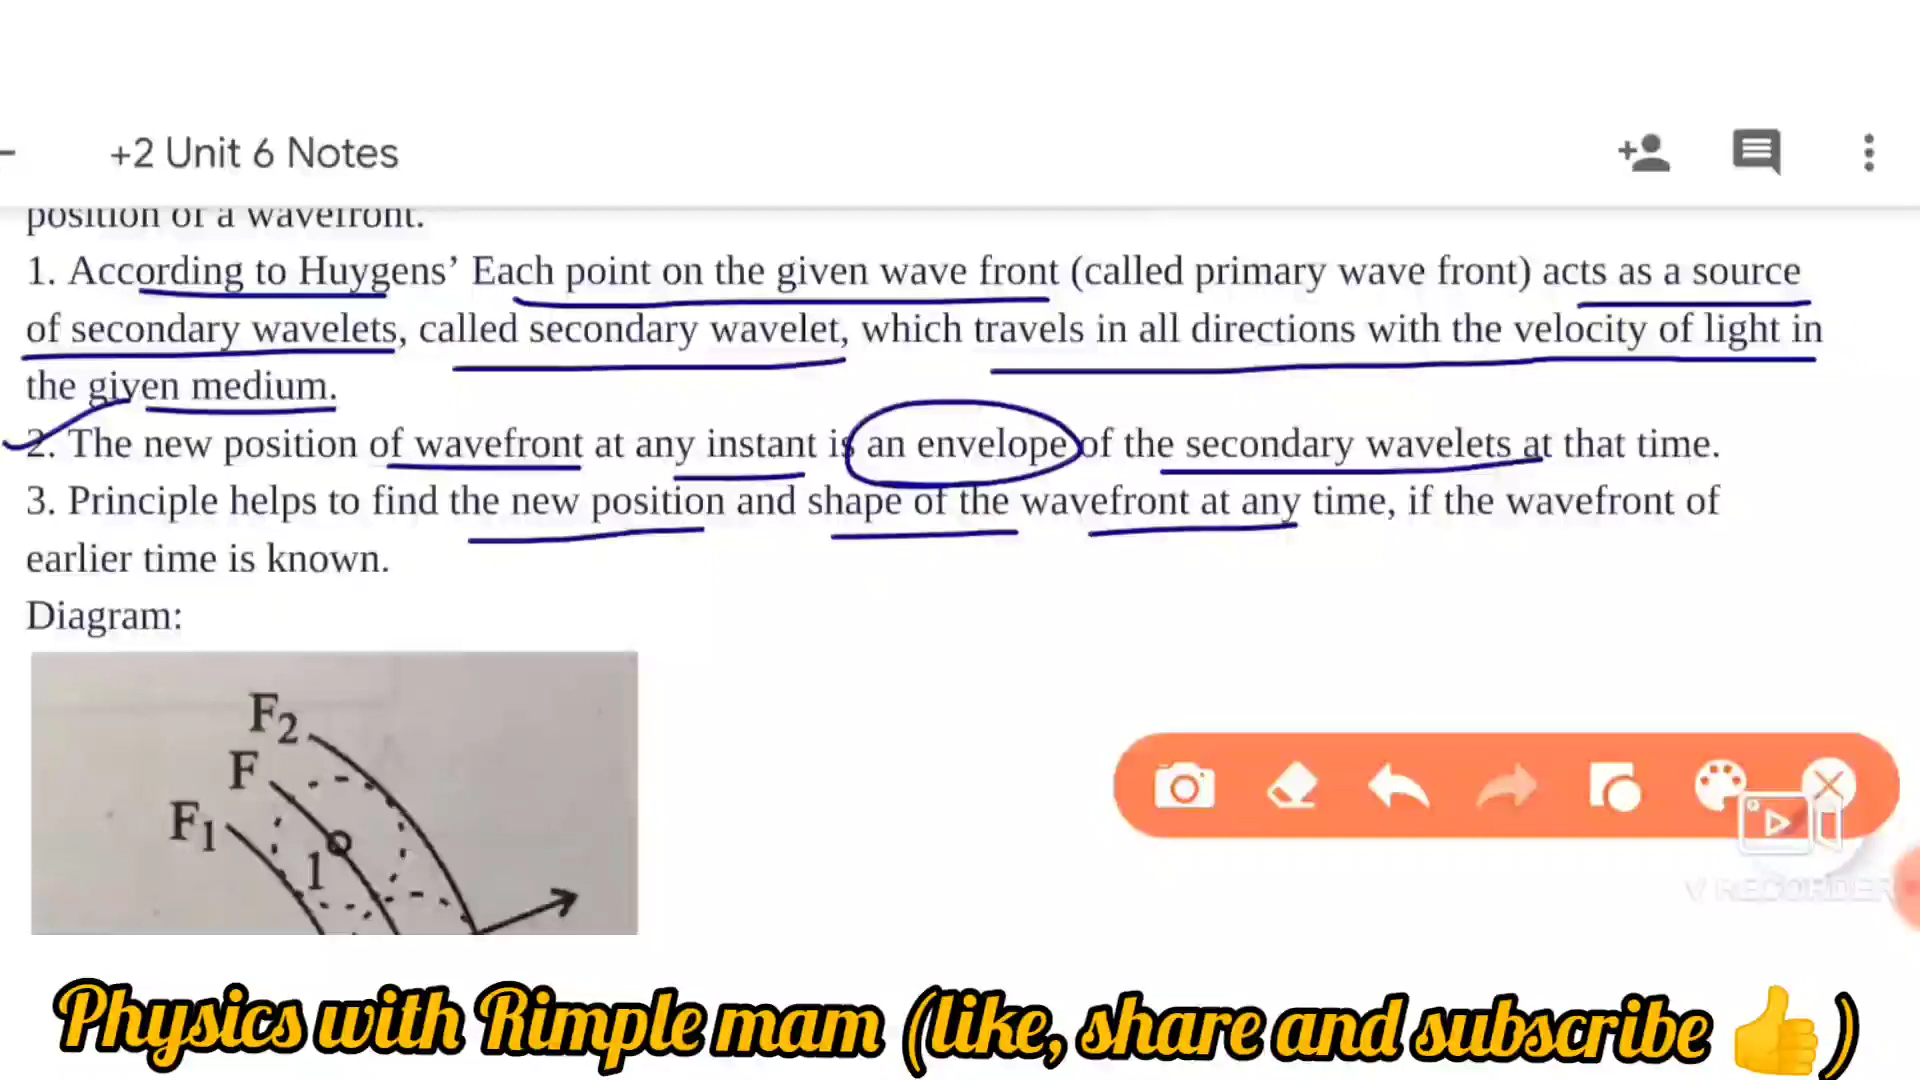 +2 Unit 6 Notes
position of a wavefront.
1. According to Huygens’ Each point on the given wave front (called primary wave front) acts as a source
of secondary wavelets, called secondary wavelet, which travels in all directions with the velocity of light in
the given medium.
2. The new position of wavefront at any instant is an envelope of the secondary wavelets at that time.
3. Principle helps to find the new position and shape of the wavefront at any time, if the wavefront of
earlier time is known.
Diagram:
F2
F
F1
1
V RECORDER
Physics with Rimple mam (like, share and subscribe 👍)